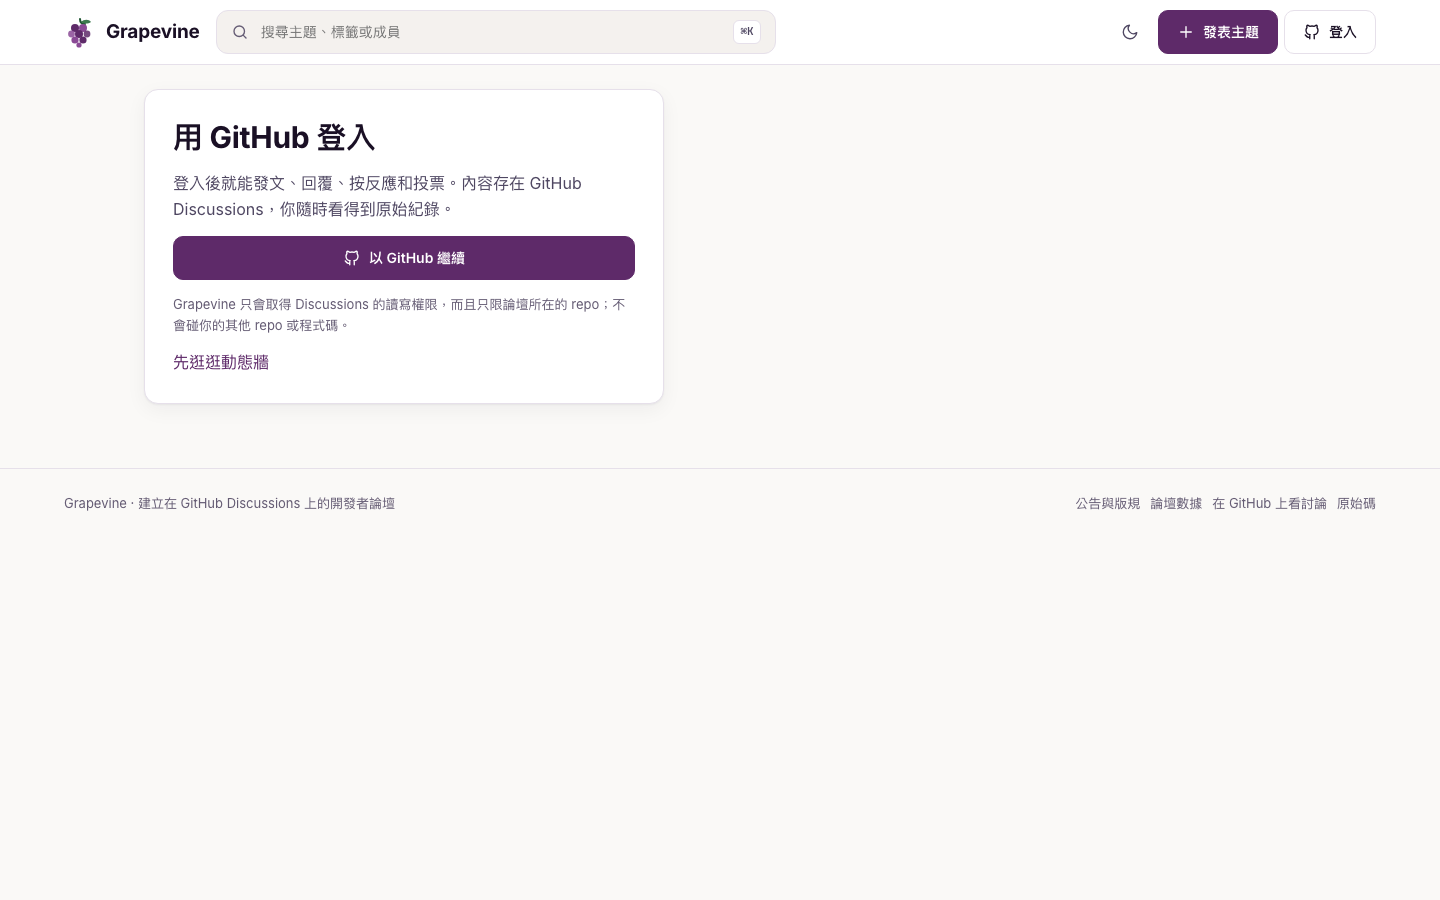 Grapevine
搜尋主題、標籤或成員
⌘K
發表主題
登入
用 GitHub 登入
登入後就能發文、回覆、按反應和投票。內容存在 GitHub
Discussions，你隨時看得到原始紀錄。
以 GitHub 繼續
Grapevine 只會取得 Discussions 的讀寫權限，而且只限論壇所在的 repo；不
會碰你的其他 repo 或程式碼。
先逛逛動態牆
Grapevine · 建立在 GitHub Discussions 上的開發者論壇
公告與版規 論壇數據 在 GitHub 上看討論 原始碼